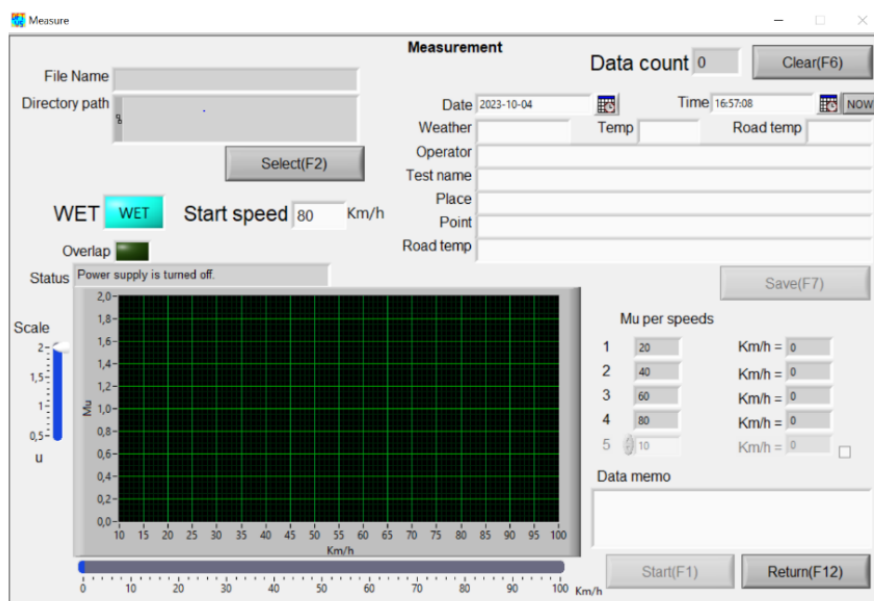 Measure
Measurement
Data count 0 Clear(F6)
File Name
Directory path
Select(F2)
Date 2023-10-04 Time 16:57:08 NOW
Weather Temp Road temp
Operator
Test name
Place
Point
Road temp
WET WET Start speed 80 Km/h
Overlap
Status Power supply is turned off.
Save(F7)
Scale
2
1,5
1
0,5
u
Mu
2,0
1,8
1,6
1,4
1,2
1,0
0,8
0,6
0,4
0,2
0,0
10 15 20 25 30 35 40 45 50 55 60 65 70 75 80 85 90 95 100
Km/h
0 10 20 30 40 50 60 70 80 90 100 Km/h
Mu per speeds
1 20 Km/h = 0
2 40 Km/h = 0
3 60 Km/h = 0
4 80 Km/h = 0
5 10 Km/h = 0
Data memo
Start(F1) Return(F12)